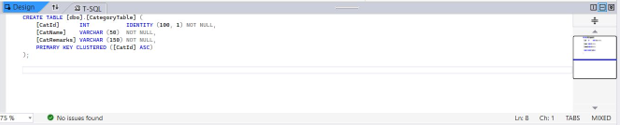 Design T-SQL
CREATE TABLE [dbo].[CategoryTable] (
[CatId] INT IDENTITY (100, 1) NOT NULL,
[CatName] VARCHAR (50) NOT NULL,
[CatRemarks] VARCHAR (150) NOT NULL,
PRIMARY KEY CLUSTERED ([CatId] ASC)
);
75 % No issues found Ln: 8 Ch: 1 TABS MIXED